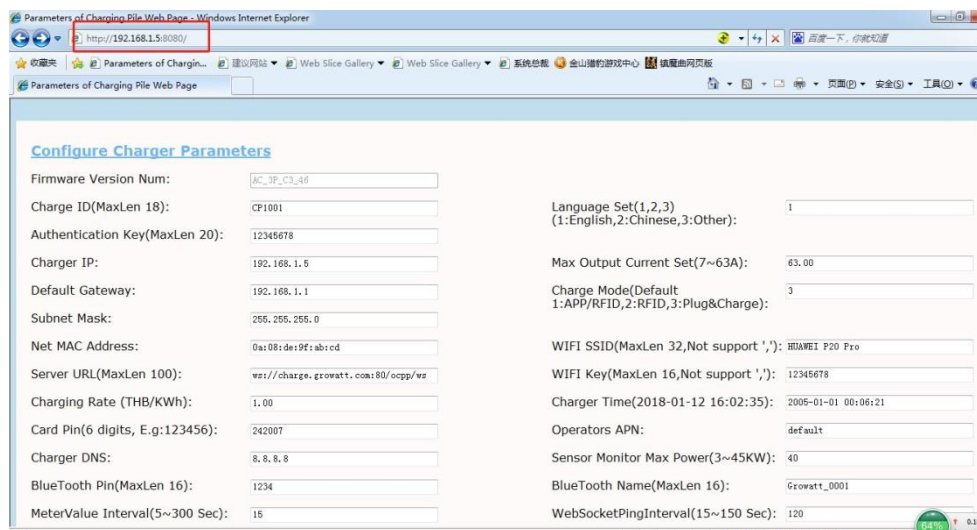 Parameters of Charging Pile Web Page - Windows Internet Explorer
http://192.168.1.5:8080/
百度一下,你就知道
收藏夹 Parameters of Chargin... 建议网站 Web Slice Gallery Web Slice Gallery 系统总裁 金山猎豹游戏中心 镇魔曲网页版
Parameters of Charging Pile Web Page
页面(P) 安全(S) 工具(O)
Configure Charger Parameters
Firmware Version Num: AC_3P_C3_46
Charge ID(MaxLen 18): CP1001
Language Set(1,2,3)
(1:English,2:Chinese,3:Other): 1
Authentication Key(MaxLen 20): 12345678
Charger IP: 192.168.1.5
Max Output Current Set(7~63A): 63.00
Default Gateway: 192.168.1.1
Charge Mode(Default
1:APP/RFID,2:RFID,3:Plug&Charge): 3
Subnet Mask: 255.255.255.0
Net MAC Address: 0a:08:de:9f:ab:cd
WIFI SSID(MaxLen 32,Not support ','): HUAWEI P20 Pro
Server URL(MaxLen 100): ws://charge.growatt.com:80/ocpp/ws
WIFI Key(MaxLen 16,Not support ','): 12345678
Charging Rate (THB/KWh): 1.00
Charger Time(2018-01-12 16:02:35): 2005-01-01 00:06:21
Card Pin(6 digits, E.g:123456): 242007
Operators APN: default
Charger DNS: 8.8.8.8
Sensor Monitor Max Power(3~45KW): 40
BlueTooth Pin(MaxLen 16): 1234
BlueTooth Name(MaxLen 16): Growatt_0001
MeterValue Interval(5~300 Sec): 15
WebSocketPingInterval(15~150 Sec): 120
64%